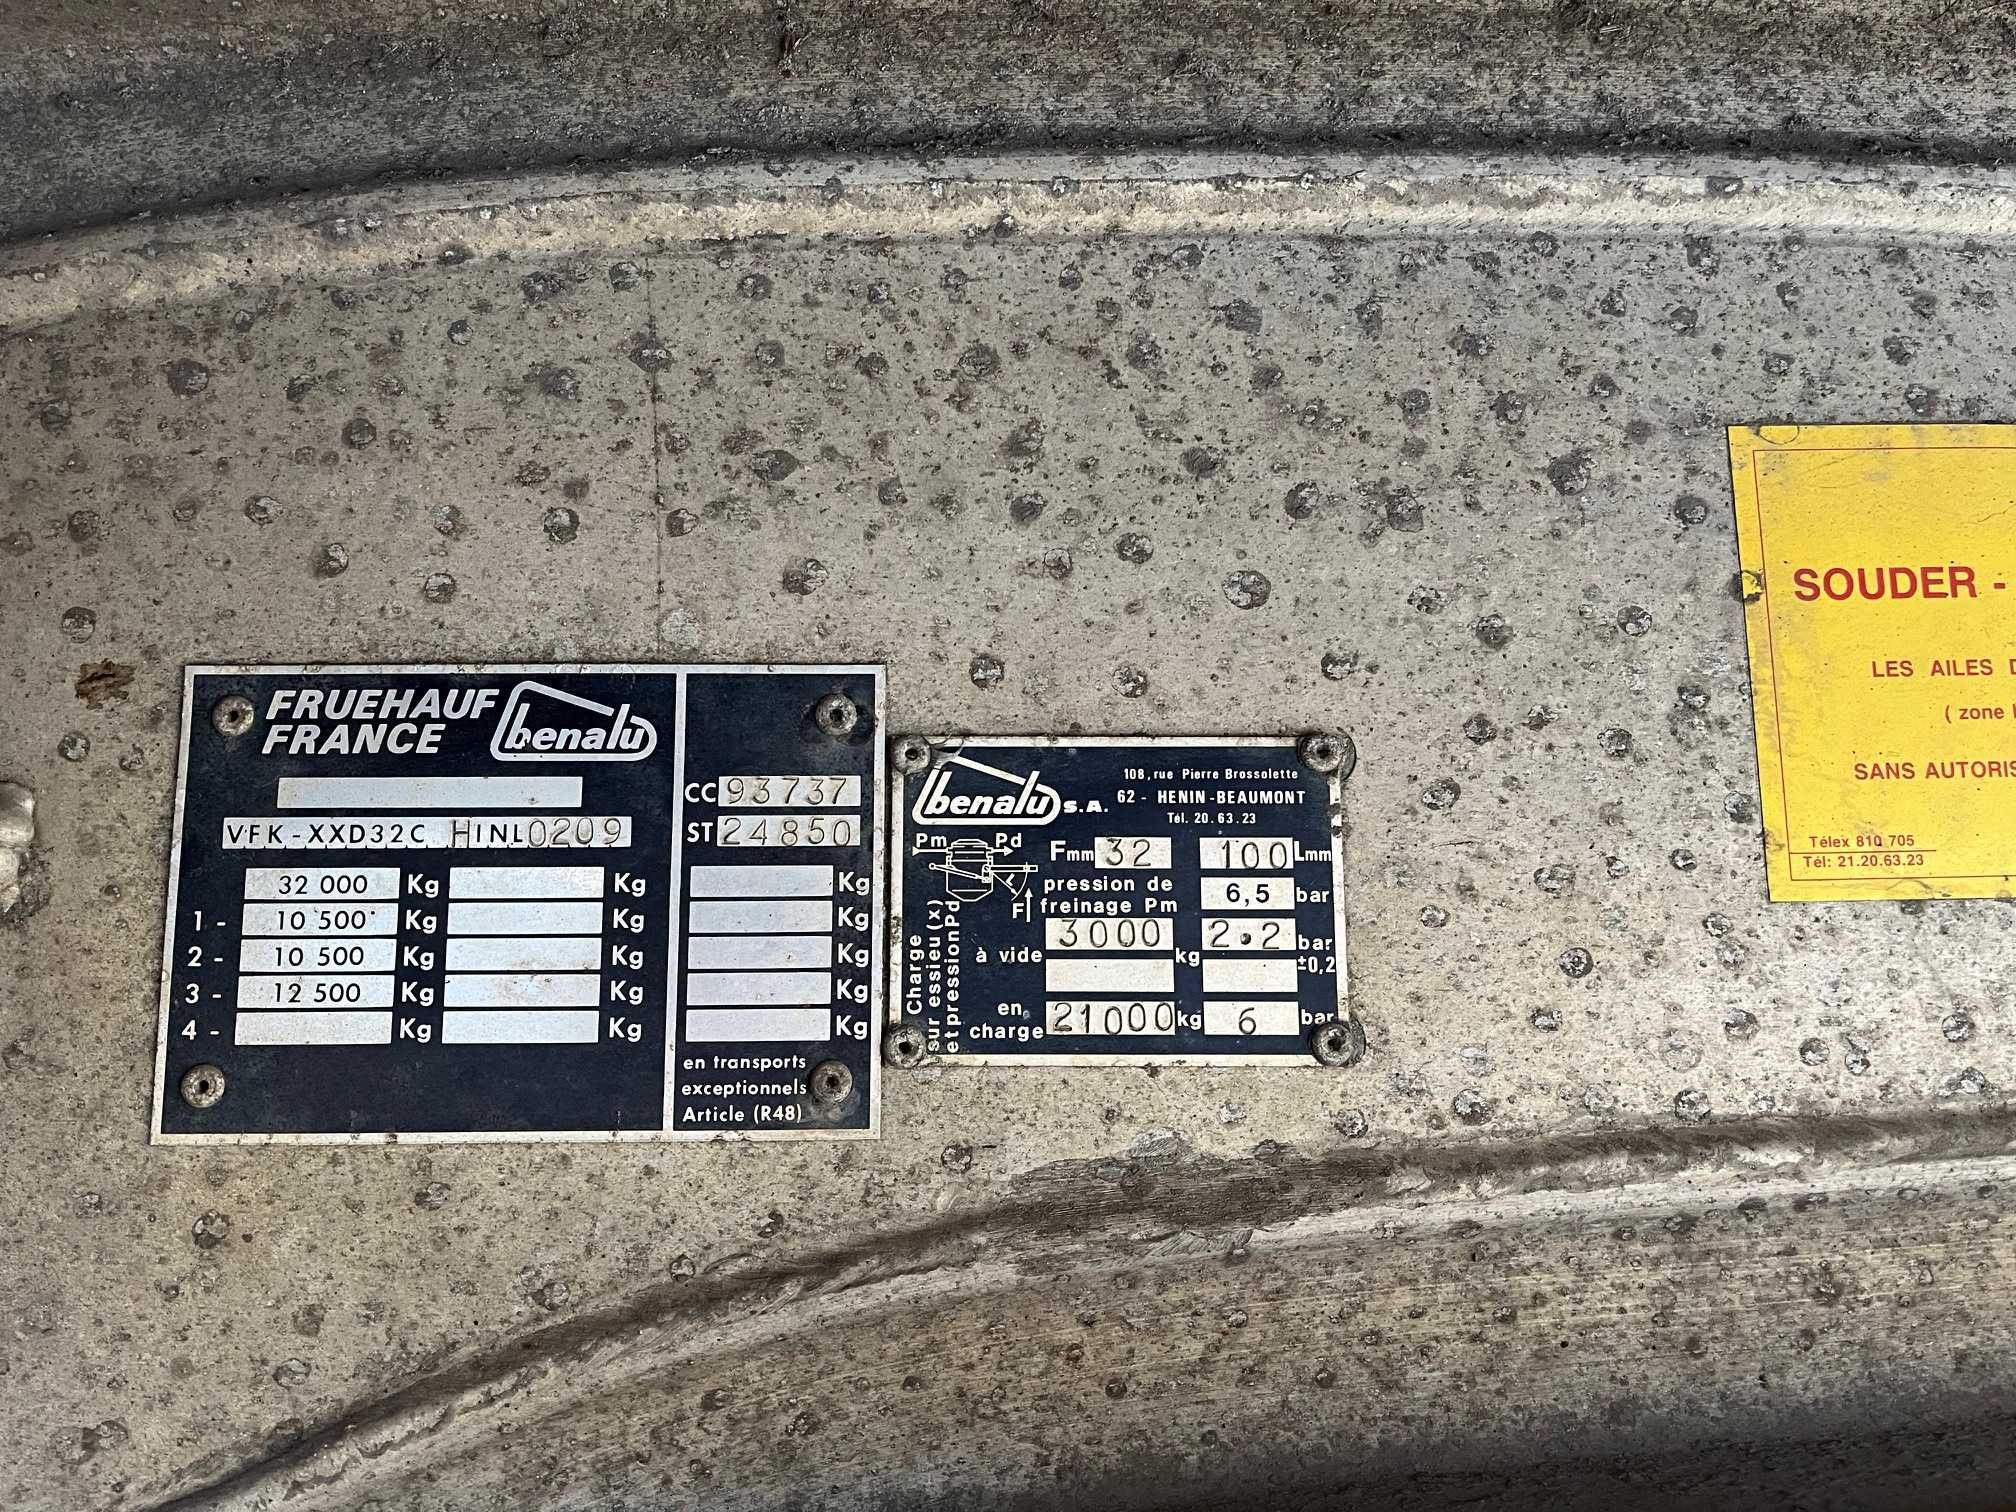 FRUEHAUF
FRANCE
benalu
VFK-XXD32C HINL0209
CC 93737
ST 24850
32 000 Kg Kg Kg
1 - 10 500 Kg Kg Kg
2 - 10 500 Kg Kg Kg
3 - 12 500 Kg Kg Kg
4 - Kg Kg Kg
en transports
exceptionnels
Article (R48)
benalu S.A.
108, rue Pierre Brossolette
62 - HENIN-BEAUMONT
Tél. 20.63.23
Pm Pd
F
Fmm 32 100 Lmm
pression de
freinage Pm 6,5 bar
Charge
sur essieu (x)
et pression Pd
à vide 3000 kg 2.2 bar
±0,2
en
charge 21000 kg 6 bar
SOUDER -
LES AILES
( zone
SANS
Télex 810 705
Tél: 21.20.63.23